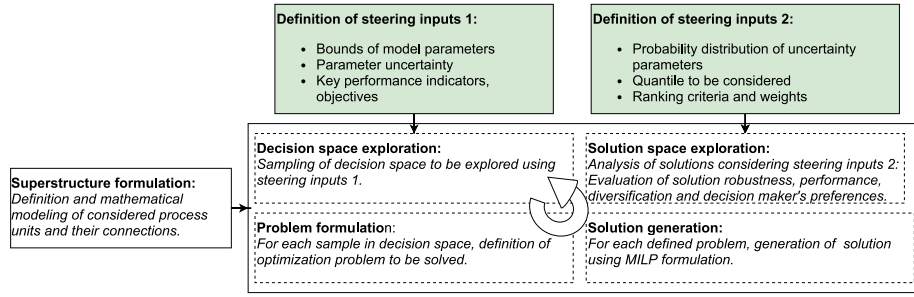 Definition of steering inputs 1:
• Bounds of model parameters
• Parameter uncertainty
• Key performance indicators,
objectives
Definition of steering inputs 2:
• Probability distribution of uncertainty
parameters
• Quantile to be considered
• Ranking criteria and weights
Superstructure formulation:
Definition and mathematical
modeling of considered process
units and their connections.
Decision space exploration:
Sampling of decision space to be explored using
steering inputs 1.
Solution space exploration:
Analysis of solutions considering steering inputs 2:
Evaluation of solution robustness, performance,
diversification and decision maker's preferences.
Problem formulation:
For each sample in decision space, definition of
optimization problem to be solved.
Solution generation:
For each defined problem, generation of solution
using MILP formulation.